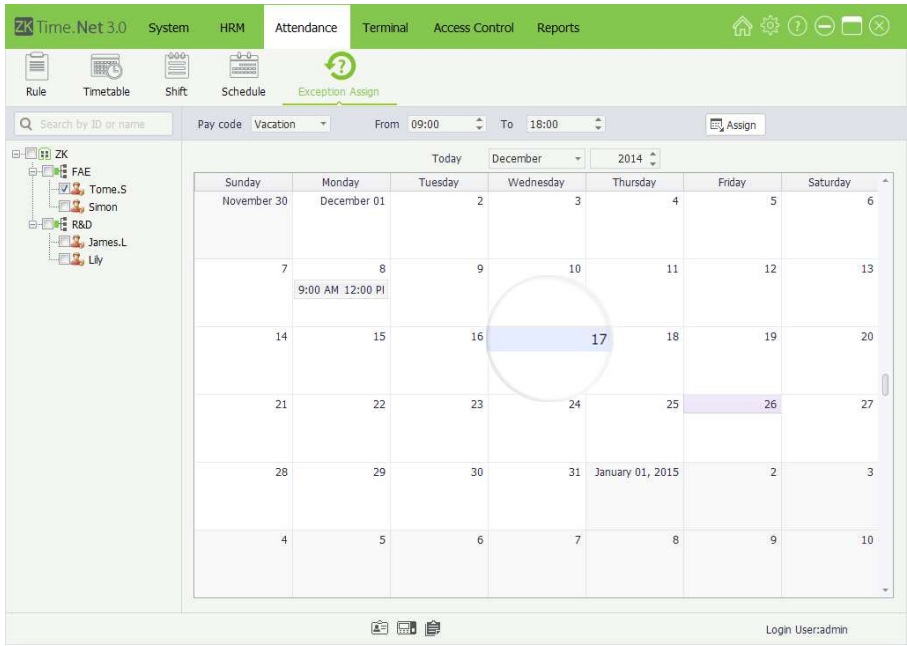 ZK Time.Net 3.0 System HRM Attendance Terminal Access Control Reports
Rule Timetable Shift Schedule Exception Assign
Search by ID or name Pay code Vacation From 09:00 To 18:00 Assign
ZK
FAE
Tome.S
Simon
R&D
James.L
Lily
Today December 2014
Sunday Monday Tuesday Wednesday Thursday Friday Saturday
November 30 December 01 2 3 4 5 6
7 8 9 10 11 12 13
9:00 AM 12:00 PI
14 15 16 17 18 19 20
21 22 23 24 25 26 27
28 29 30 31 January 01, 2015 2 3
4 5 6 7 8 9 10
Login User:admin